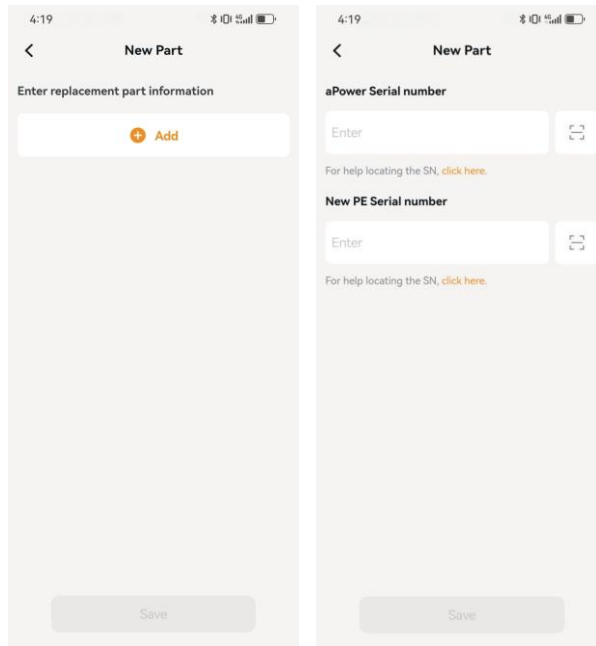 4:19
New Part
Enter replacement part information
Add
Save
4:19
New Part
aPower Serial number
Enter
For help locating the SN, click here.
New PE Serial number
Enter
For help locating the SN, click here.
Save